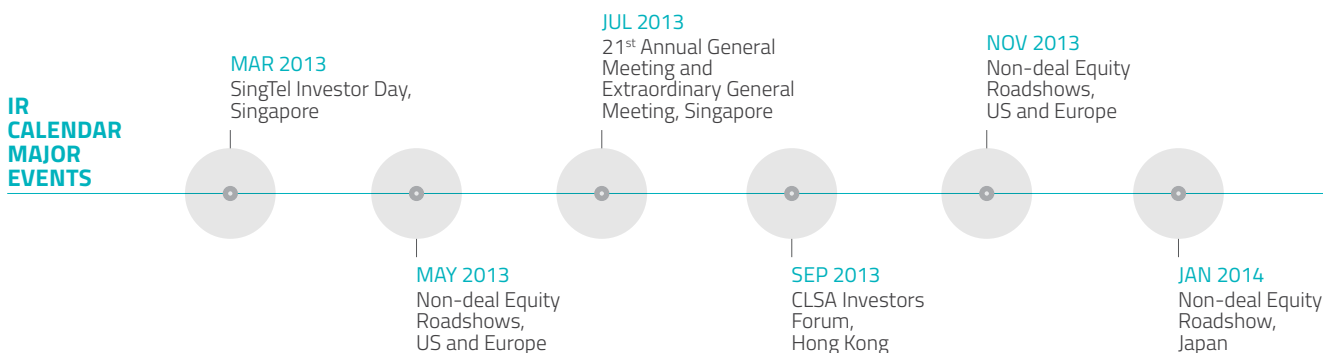 IR
CALENDAR
MAJOR
EVENTS
MAR 2013
SingTel Investor Day,
Singapore
MAY 2013
Non-deal Equity
Roadshows,
US and Europe
JUL 2013
21st Annual General
Meeting and
Extraordinary General
Meeting, Singapore
SEP 2013
CLSA Investors
Forum,
Hong Kong
NOV 2013
Non-deal Equity
Roadshows,
US and Europe
JAN 2014
Non-deal Equity
Roadshow,
Japan